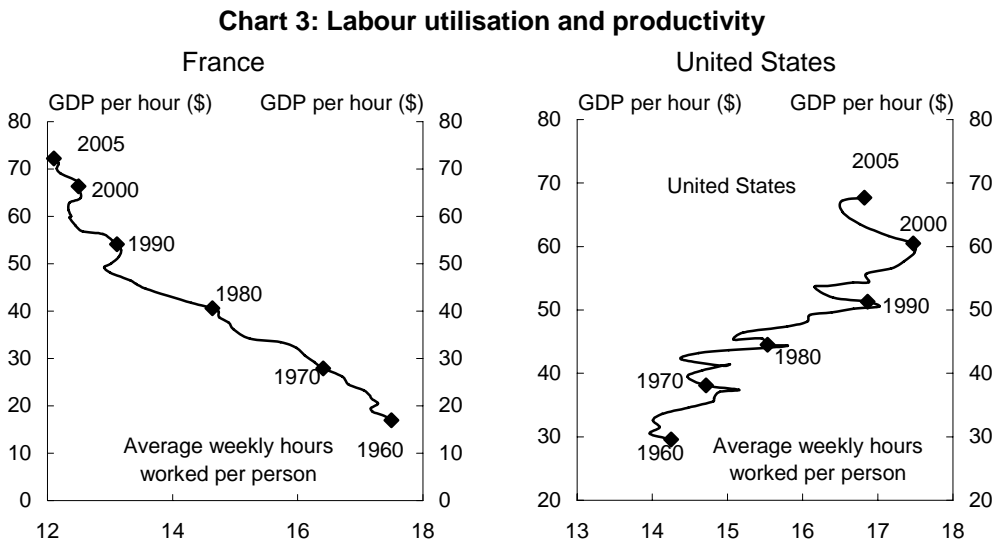 Chart 3: Labour utilisation and productivity
France
GDP per hour ($) GDP per hour ($)
80 80
70 70
60 60
50 50
40 40
30 30
20 20
10 10
0 0
2005
2000
1990
1980
1970
1960
Average weekly hours
worked per person
12 14 16 18
United States
GDP per hour ($) GDP per hour ($)
80 80
70 70
60 60
50 50
40 40
30 30
20 20
2005
United States
2000
1990
1980
1970
1960
Average weekly hours
worked per person
13 14 15 16 17 18